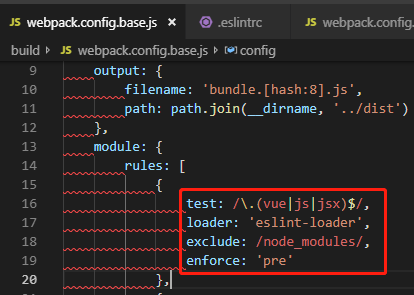 webpack.config.base.js × .eslintrc JS
build > JS webpack.config.base.js > config
9 output: {
10 filename: 'bundle.[hash:8].js',
11 path: path.join(__dirname, '../dist')
12 },
13 module: {
14 rules: [
15 {
16 test: /\.(vue|js|jsx)$/,
17 loader: 'eslint-loader',
18 exclude: /node_modules/,
19 enforce: 'pre'
20 },